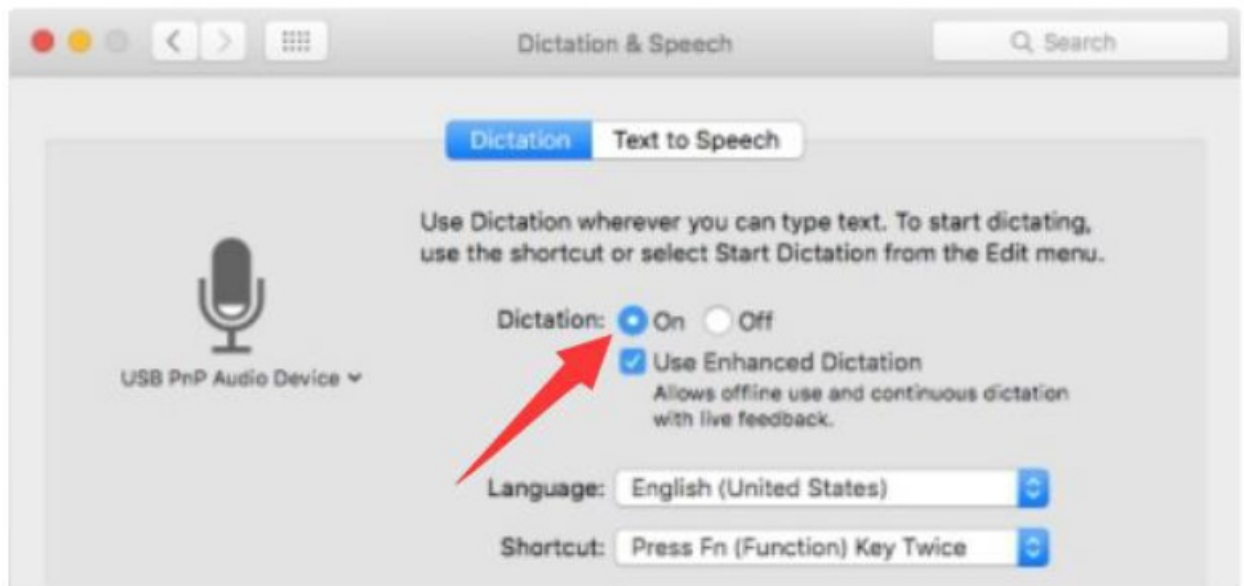 Dictation & Speech
Search
Dictation
Text to Speech
Use Dictation wherever you can type text. To start dictating,
use the shortcut or select Start Dictation from the Edit menu.
Dictation: On Off
USB PnP Audio Device
Use Enhanced Dictation
Allows offline use and continuous dictation
with live feedback.
Language: English (United States)
Shortcut: Press Fn (Function) Key Twice